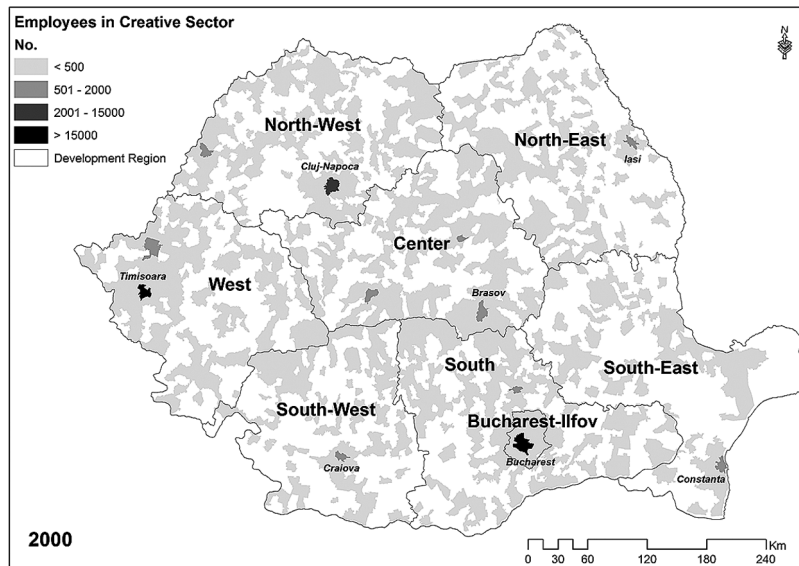 Employees in Creative Sector
No.
< 500
501 - 2000
2001 - 15000
> 15000
Development Region
N
North-West
North-East
Iasi
Cluj-Napoca
Center
Timisoara
West
Brasov
South
South-East
South-West
Bucharest-Ilfov
Craiova
Bucharest
Constanta
2000
Km
0 30 60 120 180 240